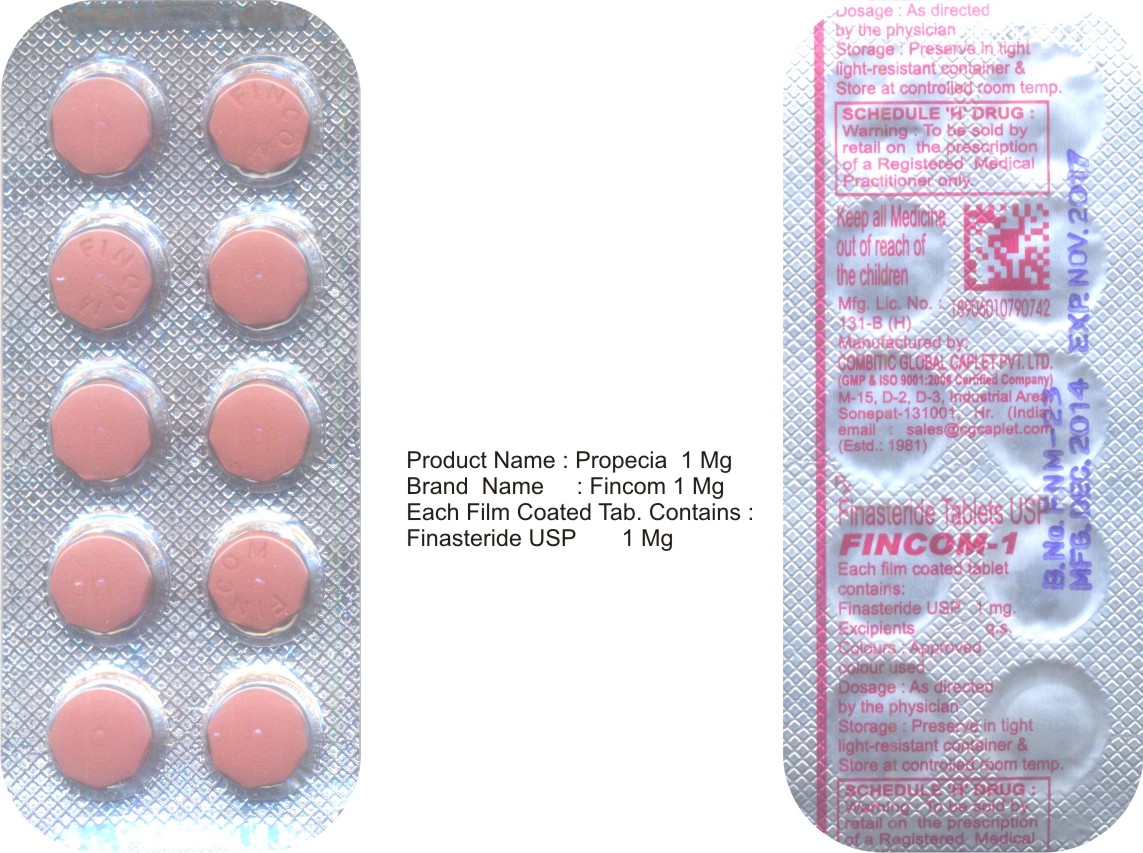 FINCOM
FINCOM
FINCOM
Product Name : Propecia 1 Mg
Brand Name : Fincom 1 Mg
Each Film Coated Tab. Contains :
Finasteride USP 1 Mg
Dosage : As directed
by the physician
Storage : Preserve in tight
light-resistant container &
Store at controlled room temp.
SCHEDULE 'H' DRUG :
Warning : To be sold by
retail on the prescription
of a Registered Medical
Practitioner only.
Keep all Medicine
out of reach of
the children
Mfg. Lic. No. : 18906010790742
131-B (H)
Manufactured by:
COMBITIC GLOBAL CAPLET PVT. LTD.
(GMP & ISO 9001:2008 Certified Company)
M-15, D-2, D-3, Industrial Area,
Sonepat-131001, Hr. (India)
email : sales@cgcaplet.com
(Estd.: 1981)
Rx
Finasteride Tablets USP
FINCOM-1
Each film coated tablet
contains:
Finasteride USP 1 mg.
Excipients q.s.
Colours : Approved
colour used
Dosage : As directed
by the physician
Storage : Preserve in tight
light-resistant container &
Store at controlled room temp.
SCHEDULE 'H' DRUG :
Warning : To be sold by
retail on the prescription
of a Registered Medical
B.No. FNM-23
MFG. DEC. 2014 EXP. NOV. 2017